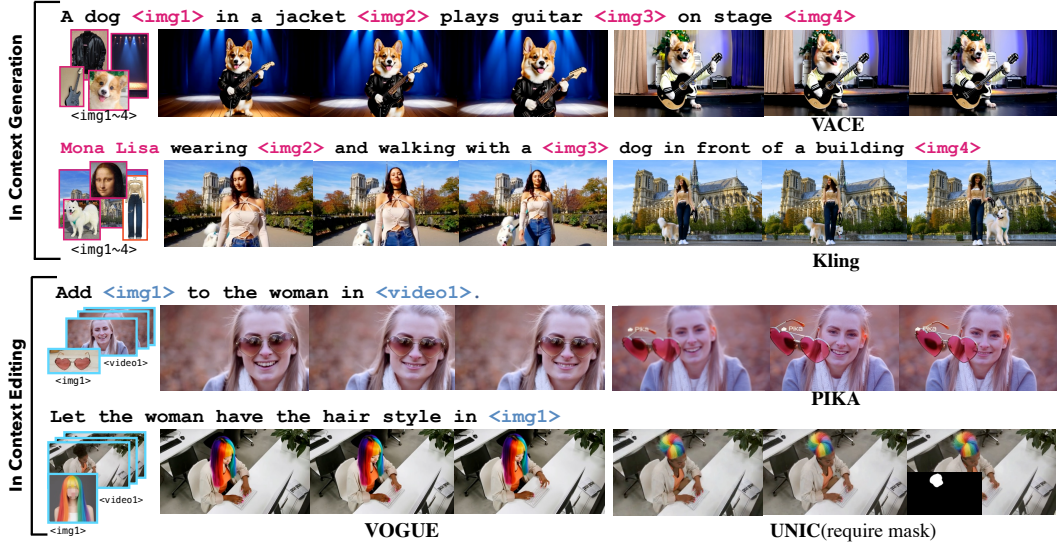 In Context Generation
A dog <img1> in a jacket <img2> plays guitar <img3> on stage <img4>
<img1~4>
VACE
Mona Lisa wearing <img2> and walking with a <img3> dog in front of a building <img4>
<img1~4>
Kling
In Context Editing
Add <img1> to the woman in <video1>.
<video1>
<img1>
Pika
Pika
Pika
PIKA
Let the woman have the hair style in <img1>
<video1>
<img1>
VOGUE
UNIC(require mask)